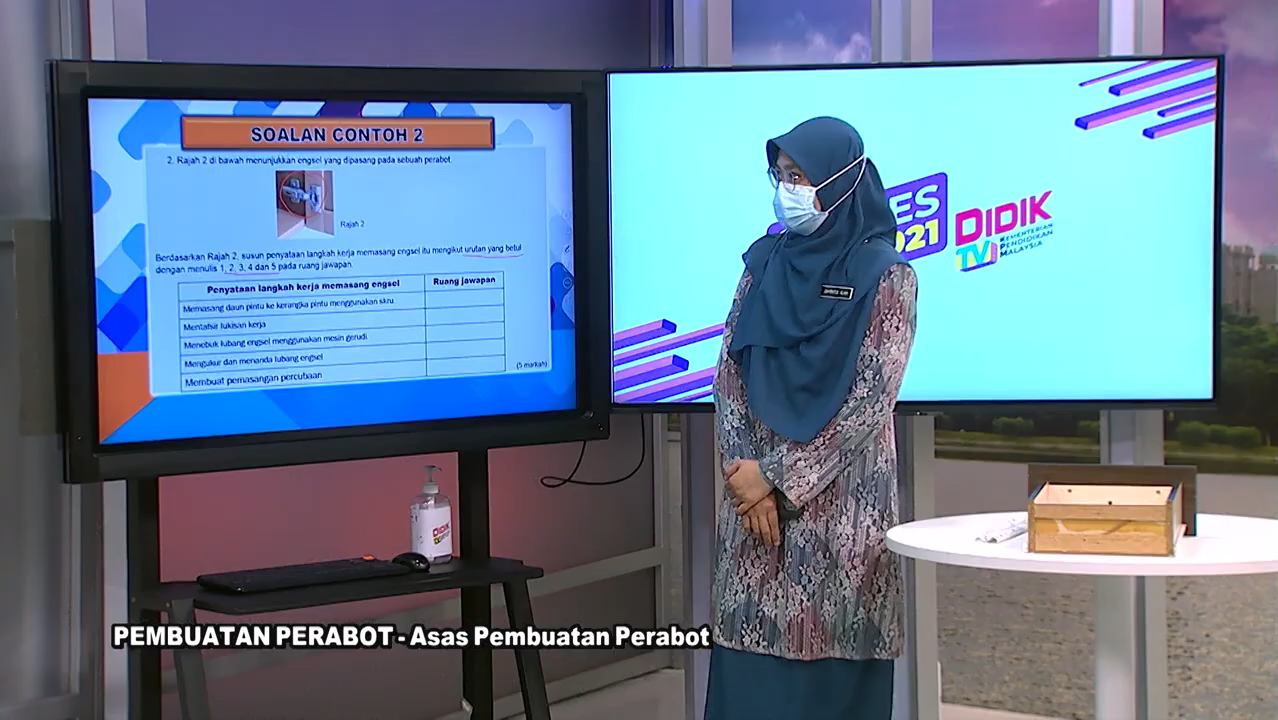 SOALAN CONTOH 2
2. Rajah 2 di bawah menunjukkan engsel yang dipasang pada sebuah perabot.
Rajah 2
Berdasarkan Rajah 2, susun penyataan langkah kerja memasang engsel itu mengikut urutan yang betul
dengan menulis 1, 2, 3, 4 dan 5 pada ruang jawapan.
Penyataan langkah kerja memasang engsel Ruang jawapan
Memasang daun pintu ke kerangka pintu menggunakan skru
Mentafsir lukisan kerja
Menebuk lubang engsel menggunakan mesin gerudi
Mengukur dan menanda lubang engsel
Membuat pemasangan percubaan
(5 markah)
ES
021
DIDIK
TV
KEMENTERIAN
PENDIDIKAN
MALAYSIA
DIDIK
PEMBUATAN PERABOT - Asas Pembuatan Perabot